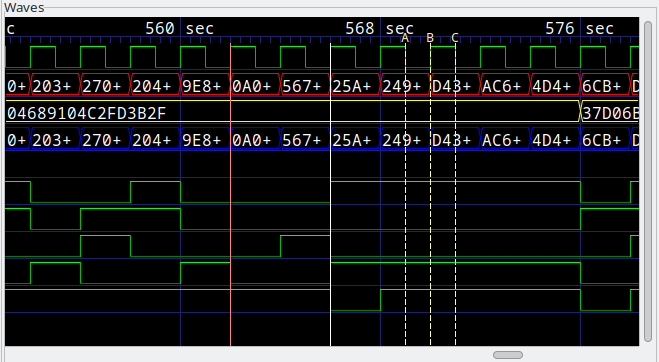 Waves
c 560 sec 568 sec 576 sec
A B C
0+ 203+ 270+ 204+ 9E8+ 0A0+ 567+ 25A+ 249+ D43+ AC6+ 4D4+ 6CB+ D
04689104C2FD3B2F 37D06B
0+ 203+ 270+ 204+ 9E8+ 0A0+ 567+ 25A+ 249+ D43+ AC6+ 4D4+ 6CB+ D